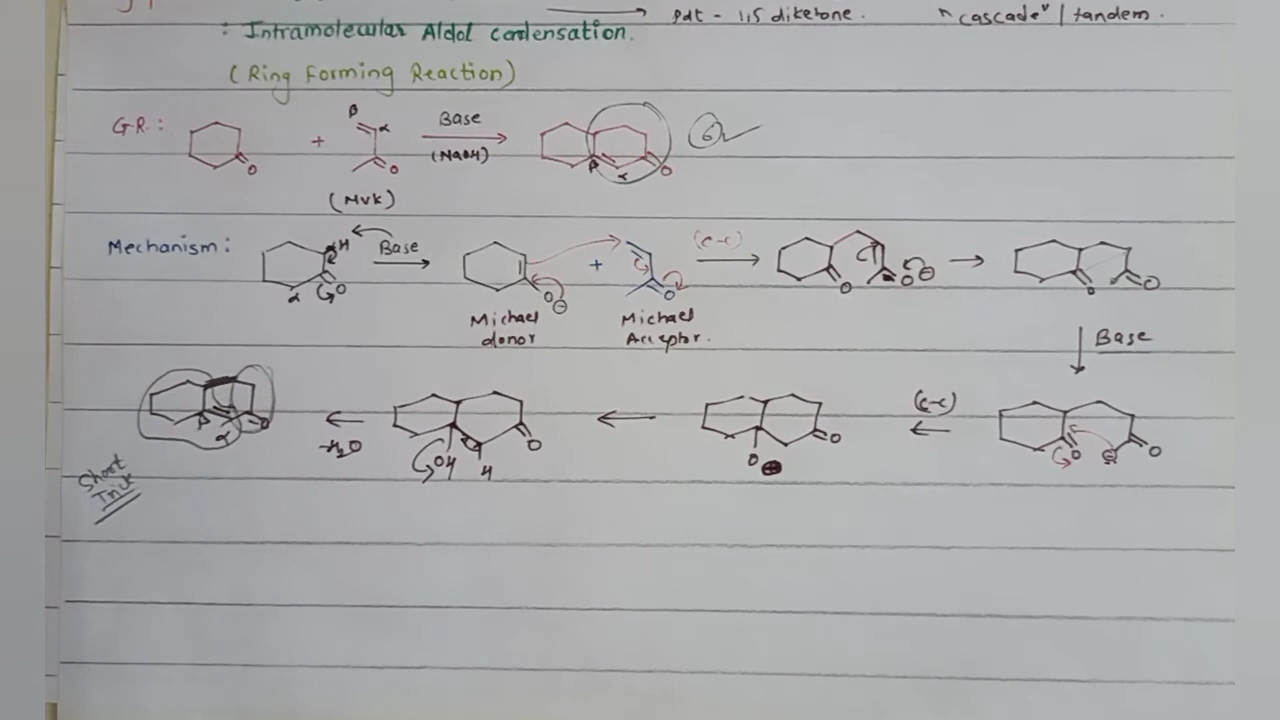 Pdt - 1,5 diketone. "cascade" / tandem.
: Intramolecular Aldol condensation.
(Ring Forming Reaction)
G.R.: + β α O Base (NaOH) β α O 6
(MVK)
Mechanism: H α O Base O ⊖ + O (C-C) O O ⊖ O O
Michael donor Michael Acceptor.
Base
β α O -H2O OH H O O ⊖ O (C-C) O ⊖ O
Short Trick